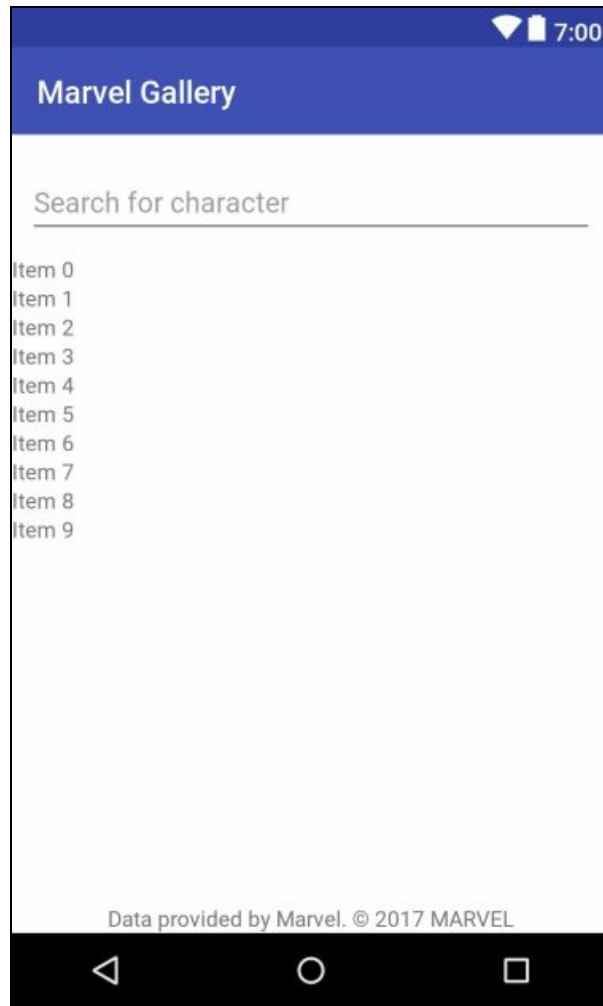 7:00
Marvel Gallery
Search for character
Item 0
Item 1
Item 2
Item 3
Item 4
Item 5
Item 6
Item 7
Item 8
Item 9
Data provided by Marvel. © 2017 MARVEL